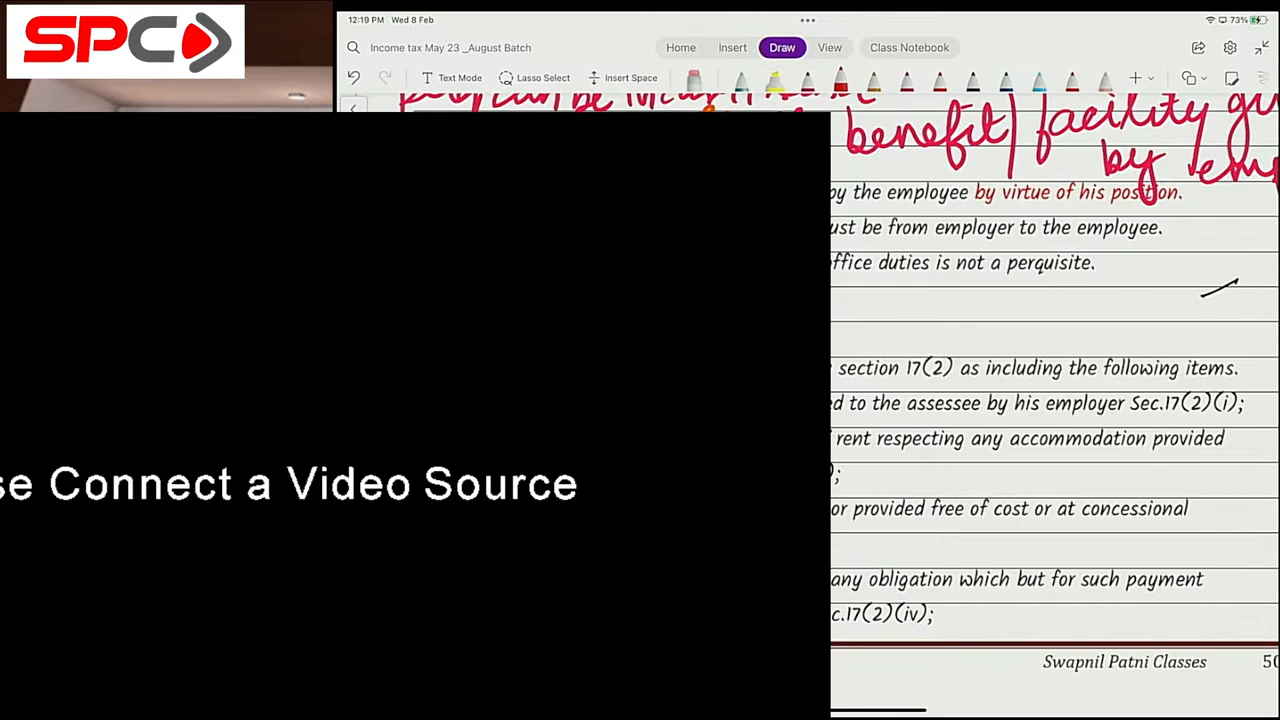 SPC
12:19 PM Wed 8 Feb
73%
Income tax May 23 _August Batch
Home Insert Draw View Class Notebook
Text Mode Lasso Select Insert Space
can be
benefit/ facility
by
by the employee by virtue of his position.
ust be from employer to the employee.
office duties is not a perquisite.
section 17(2) as including the following items.
ed to the assessee by his employer Sec.17(2)(i);
rent respecting any accommodation provided
);
se Connect a Video Source
or provided free of cost or at concessional
any obligation which but for such payment
c.17(2)(iv);
Swapnil Patni Classes 50